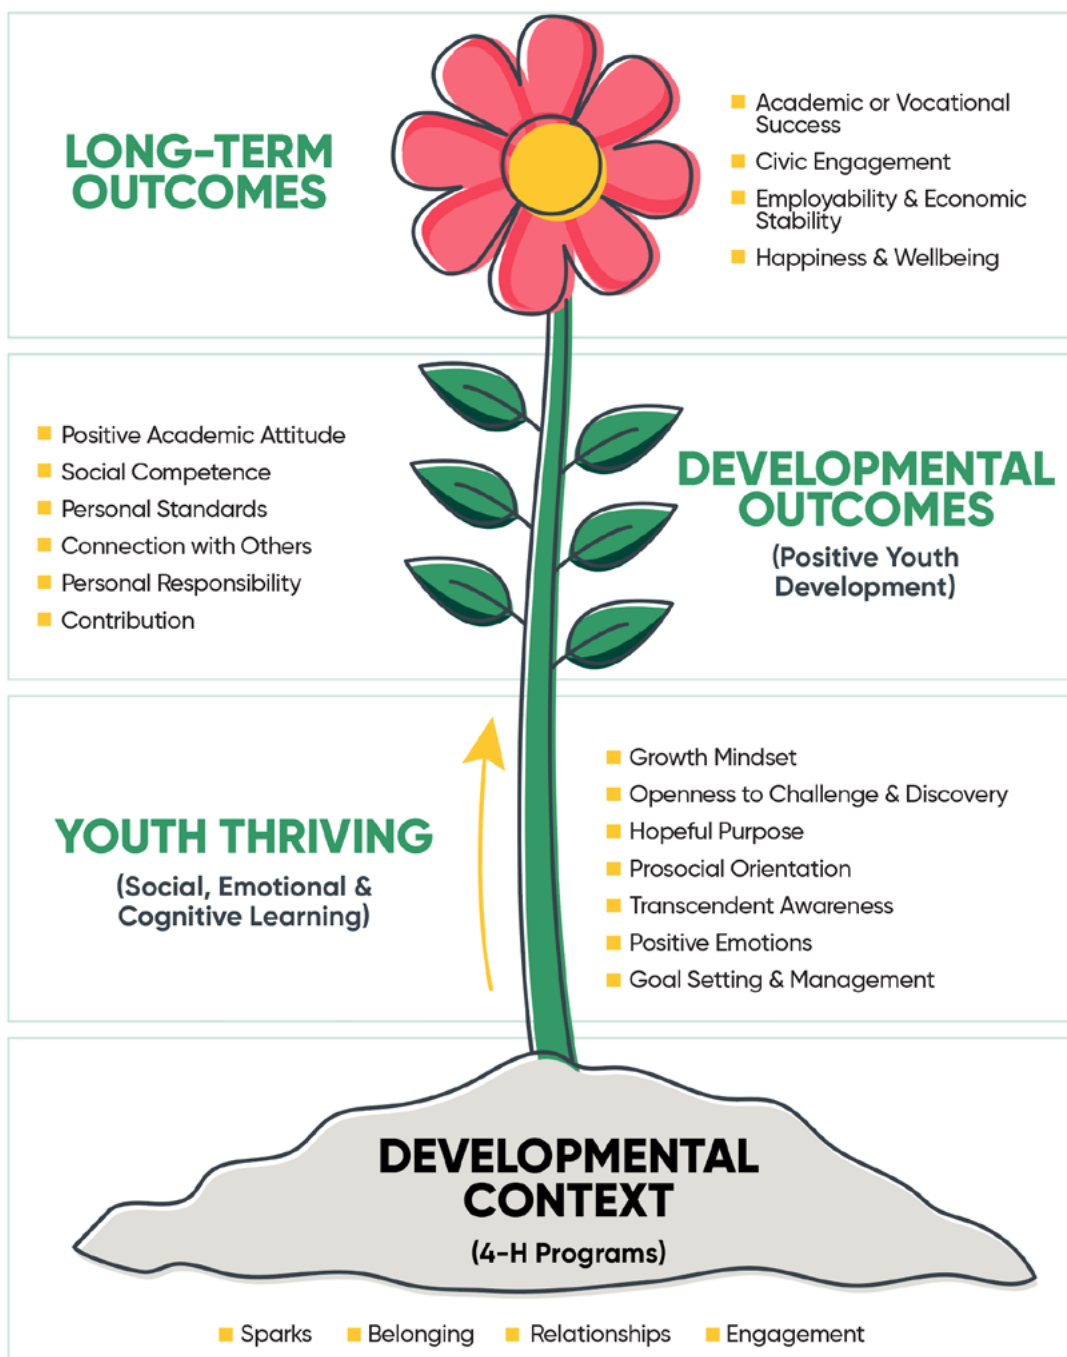 LONG-TERM
OUTCOMES
Academic or Vocational
Success
Civic Engagement
Employability & Economic
Stability
Happiness & Wellbeing
Positive Academic Attitude
Social Competence
Personal Standards
Connection with Others
Personal Responsibility
Contribution
DEVELOPMENTAL
OUTCOMES
(Positive Youth
Development)
YOUTH THRIVING
(Social, Emotional &
Cognitive Learning)
Growth Mindset
Openness to Challenge & Discovery
Hopeful Purpose
Prosocial Orientation
Transcendent Awareness
Positive Emotions
Goal Setting & Management
DEVELOPMENTAL
CONTEXT
(4-H Programs)
Sparks Belonging Relationships Engagement